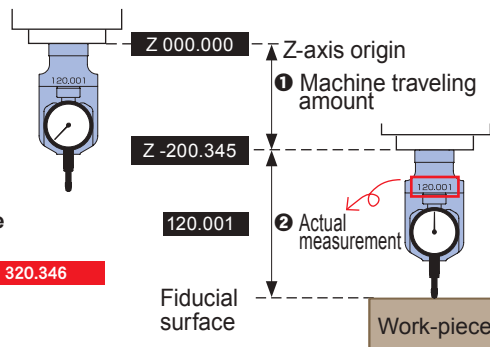 Z 000.000
Z-axis origin
120.001
❶ Machine traveling
amount
Z -200.345
120.001
e
120.001
❷ Actual
measurement
320.346
Fiducial
surface
Work-piece